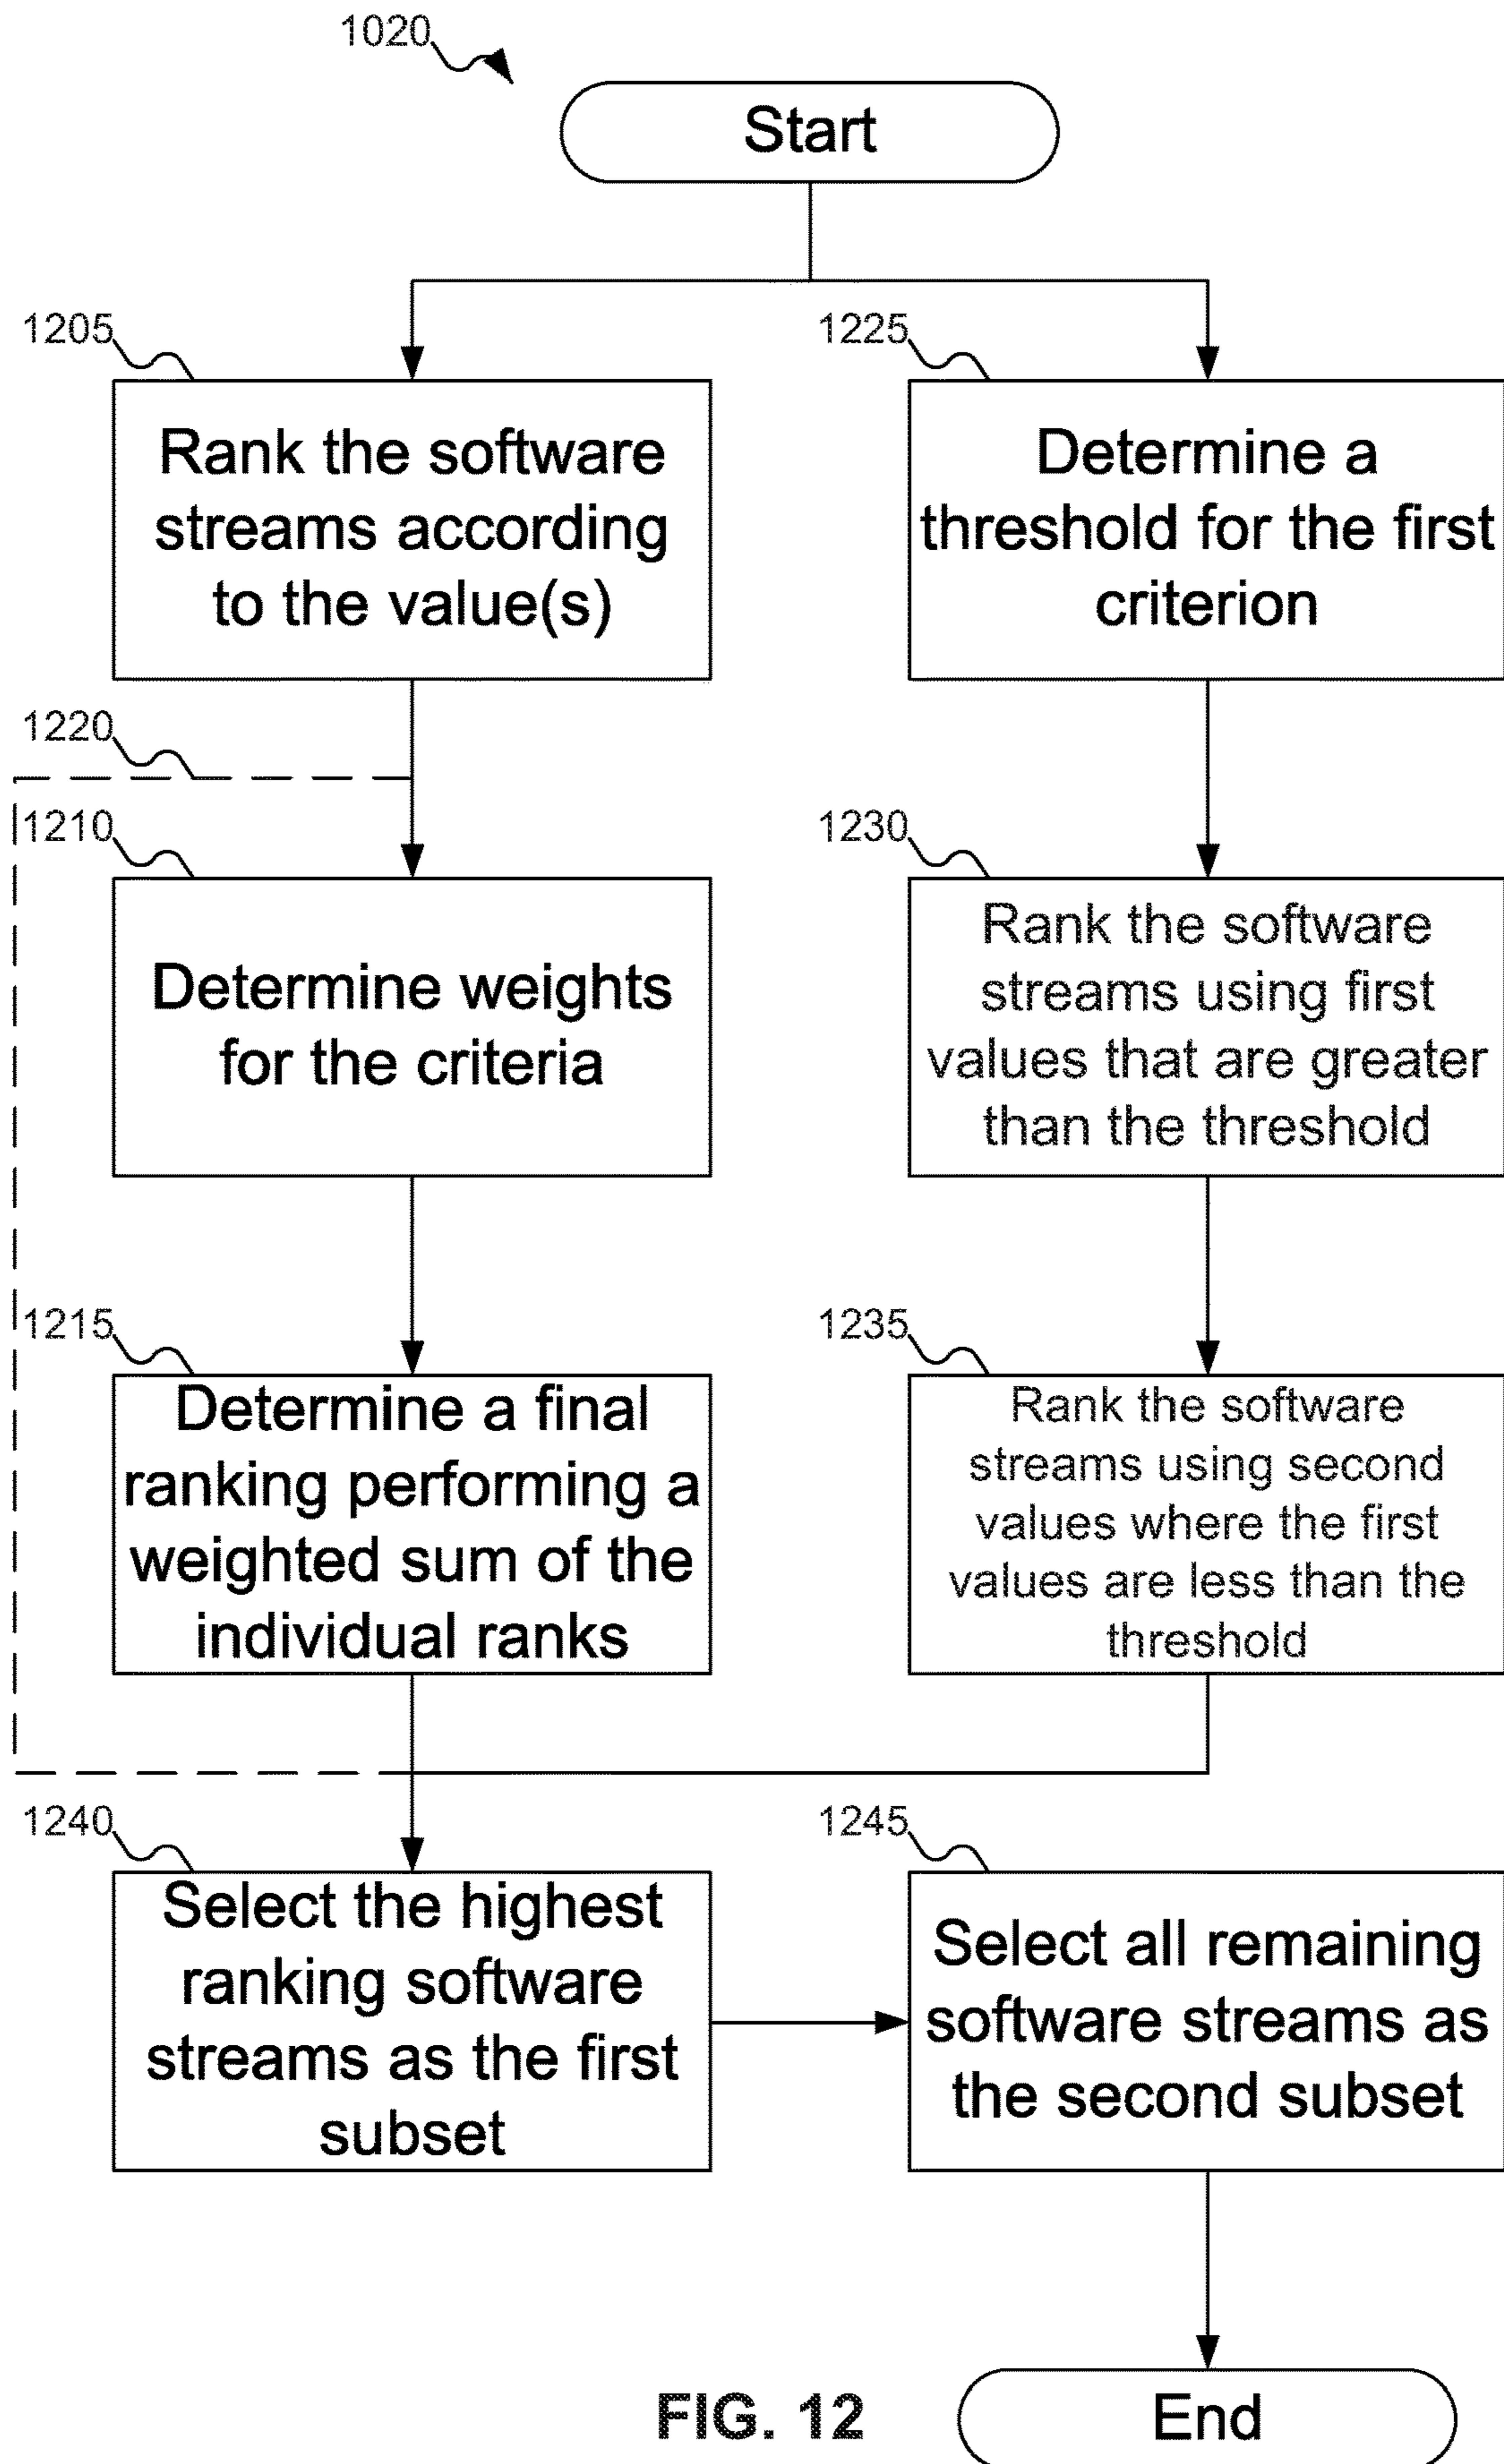 1020
Start
1205
Rank the software
streams according
to the value(s)
1225
Determine a
threshold for the first
criterion
1220
1210
Determine weights
for the criteria
1230
Rank the software
streams using first
values that are greater
than the threshold
1215
Determine a final
ranking performing a
weighted sum of the
individual ranks
1235
Rank the software
streams using second
values where the first
values are less than the
threshold
1240
Select the highest
ranking software
streams as the first
subset
1245
Select all remaining
software streams as
the second subset
FIG. 12
End